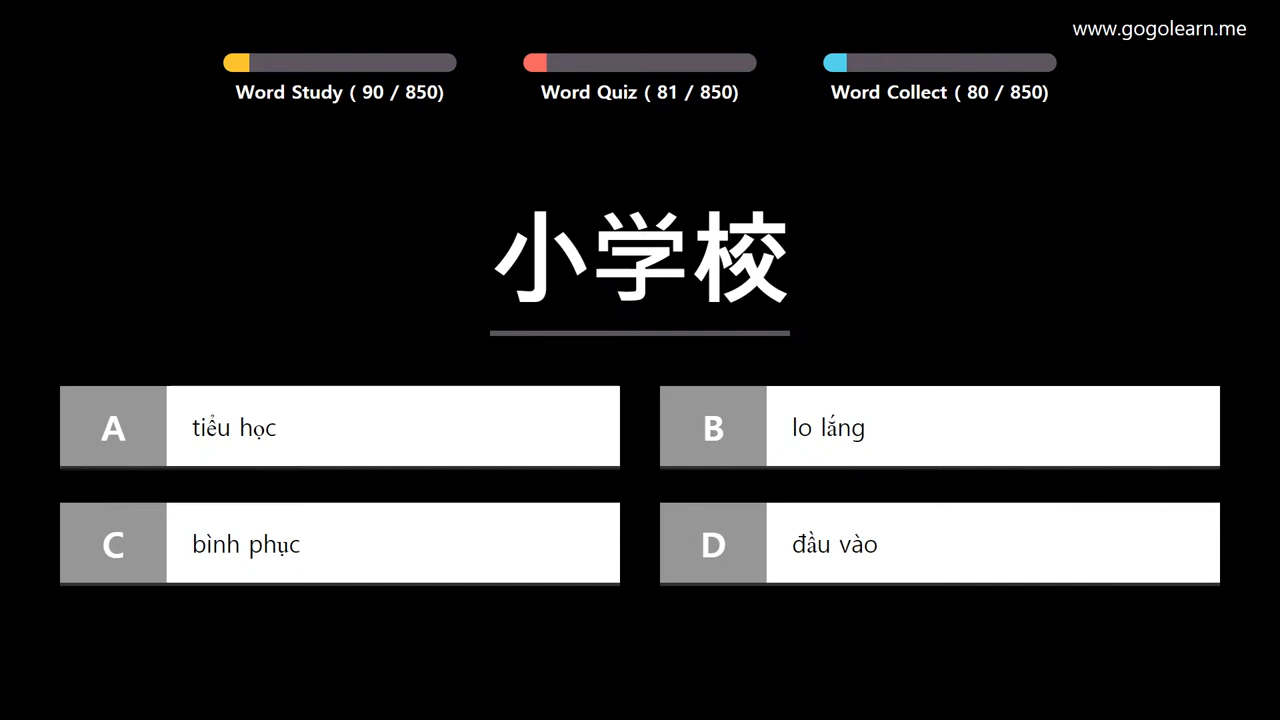 www.gogolearn.me
Word Study ( 90 / 850)
Word Quiz ( 81 / 850)
Word Collect ( 80 / 850)
小学校
A tiểu học
B lo lắng
C bình phục
D đầu vào